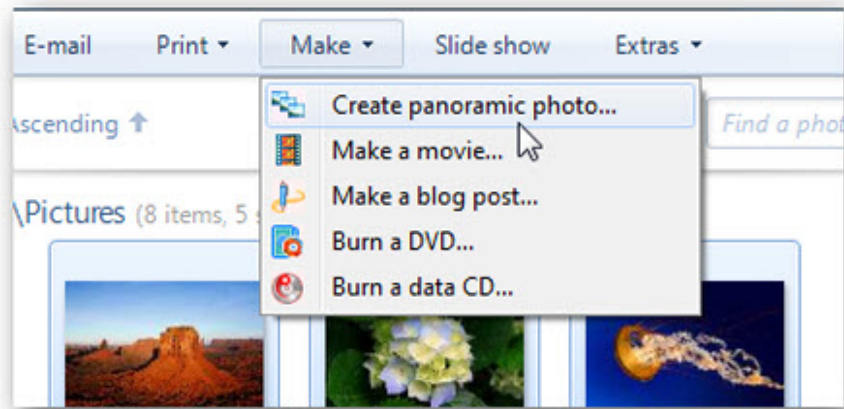 E-mail Print Make Slide show Extras
Create panoramic photo...
scending Find a phot
Make a movie...
Make a blog post...
\Pictures (8 items, 5
Burn a DVD...
Burn a data CD...